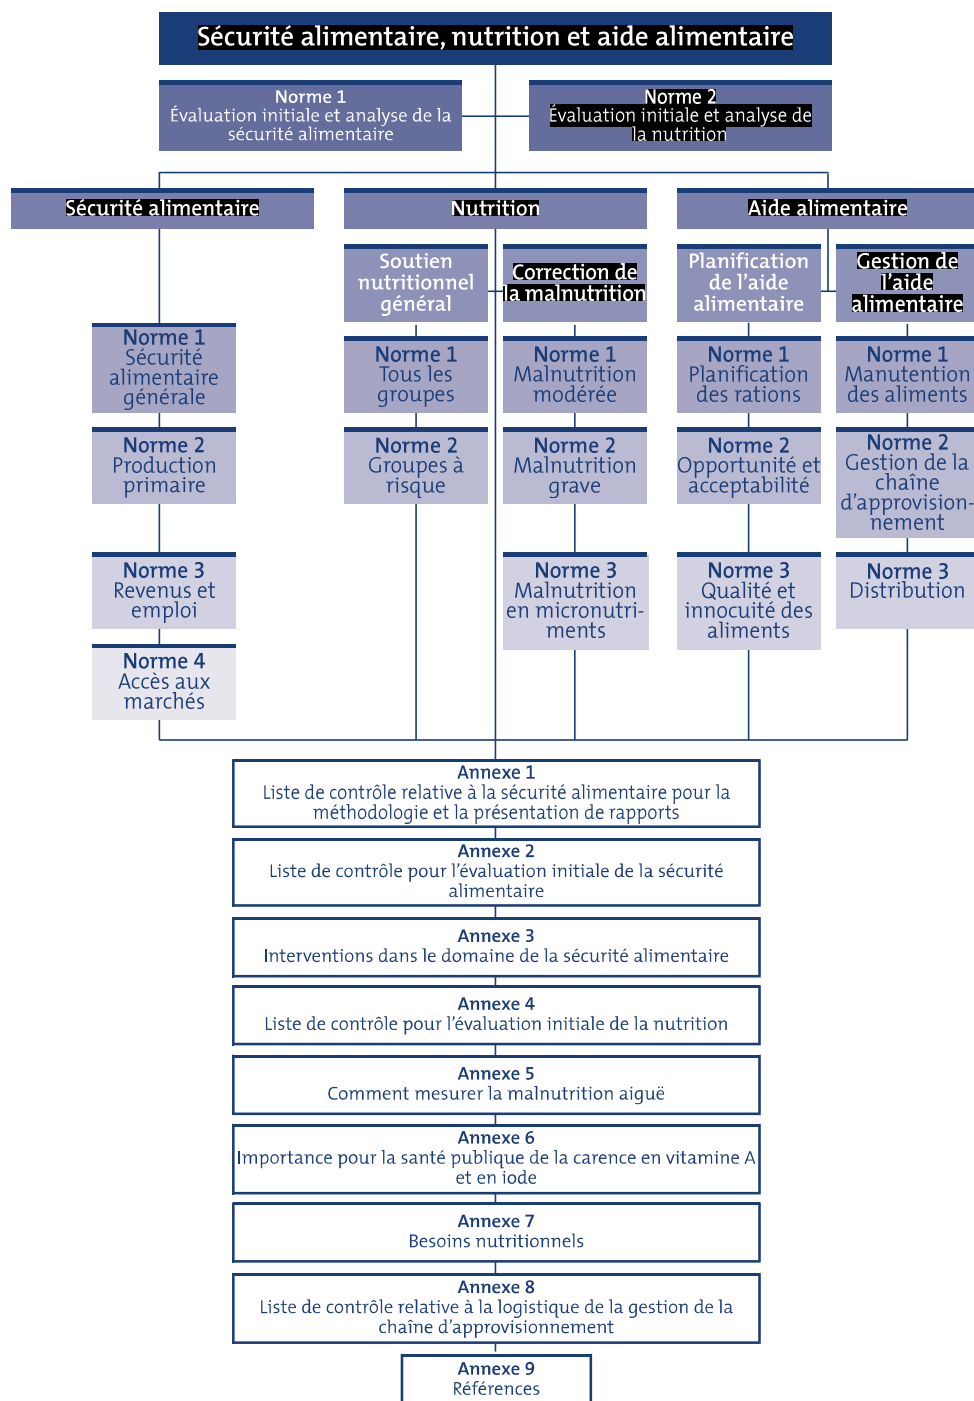 Sécurité alimentaire, nutrition et aide alimentaire
Norme 1
Évaluation initiale et analyse de la
sécurité alimentaire
Norme 2
Évaluation initiale et analyse de
la nutrition
Sécurité alimentaire
Norme 1
Sécurité
alimentaire
générale
Norme 2
Production
primaire
Norme 3
Revenus et
emploi
Norme 4
Accès aux
marchés
Nutrition
Soutien
nutritionnel
général
Norme 1
Tous les
groupes
Norme 2
Groupes à
risque
Correction de
la malnutrition
Norme 1
Malnutrition
modérée
Norme 2
Malnutrition
grave
Norme 3
Malnutrition
en micronutri-
ments
Aide alimentaire
Planification
de l’aide
alimentaire
Norme 1
Planification
des rations
Norme 2
Opportunité et
acceptabilité
Norme 3
Qualité et
innocuité des
aliments
Gestion de
l’aide
alimentaire
Norme 1
Manutention
des aliments
Norme 2
Gestion de la
chaîne
d’approvision-
nement
Norme 3
Distribution
Annexe 1
Liste de contrôle relative à la sécurité alimentaire pour la
méthodologie et la présentation de rapports
Annexe 2
Liste de contrôle pour l’évaluation initiale de la sécurité
alimentaire
Annexe 3
Interventions dans le domaine de la sécurité alimentaire
Annexe 4
Liste de contrôle pour l’évaluation initiale de la nutrition
Annexe 5
Comment mesurer la malnutrition aiguë
Annexe 6
Importance pour la santé publique de la carence en vitamine A
et en iode
Annexe 7
Besoins nutritionnels
Annexe 8
Liste de contrôle relative à la logistique de la gestion de la
chaîne d’approvisionnement
Annexe 9
Références